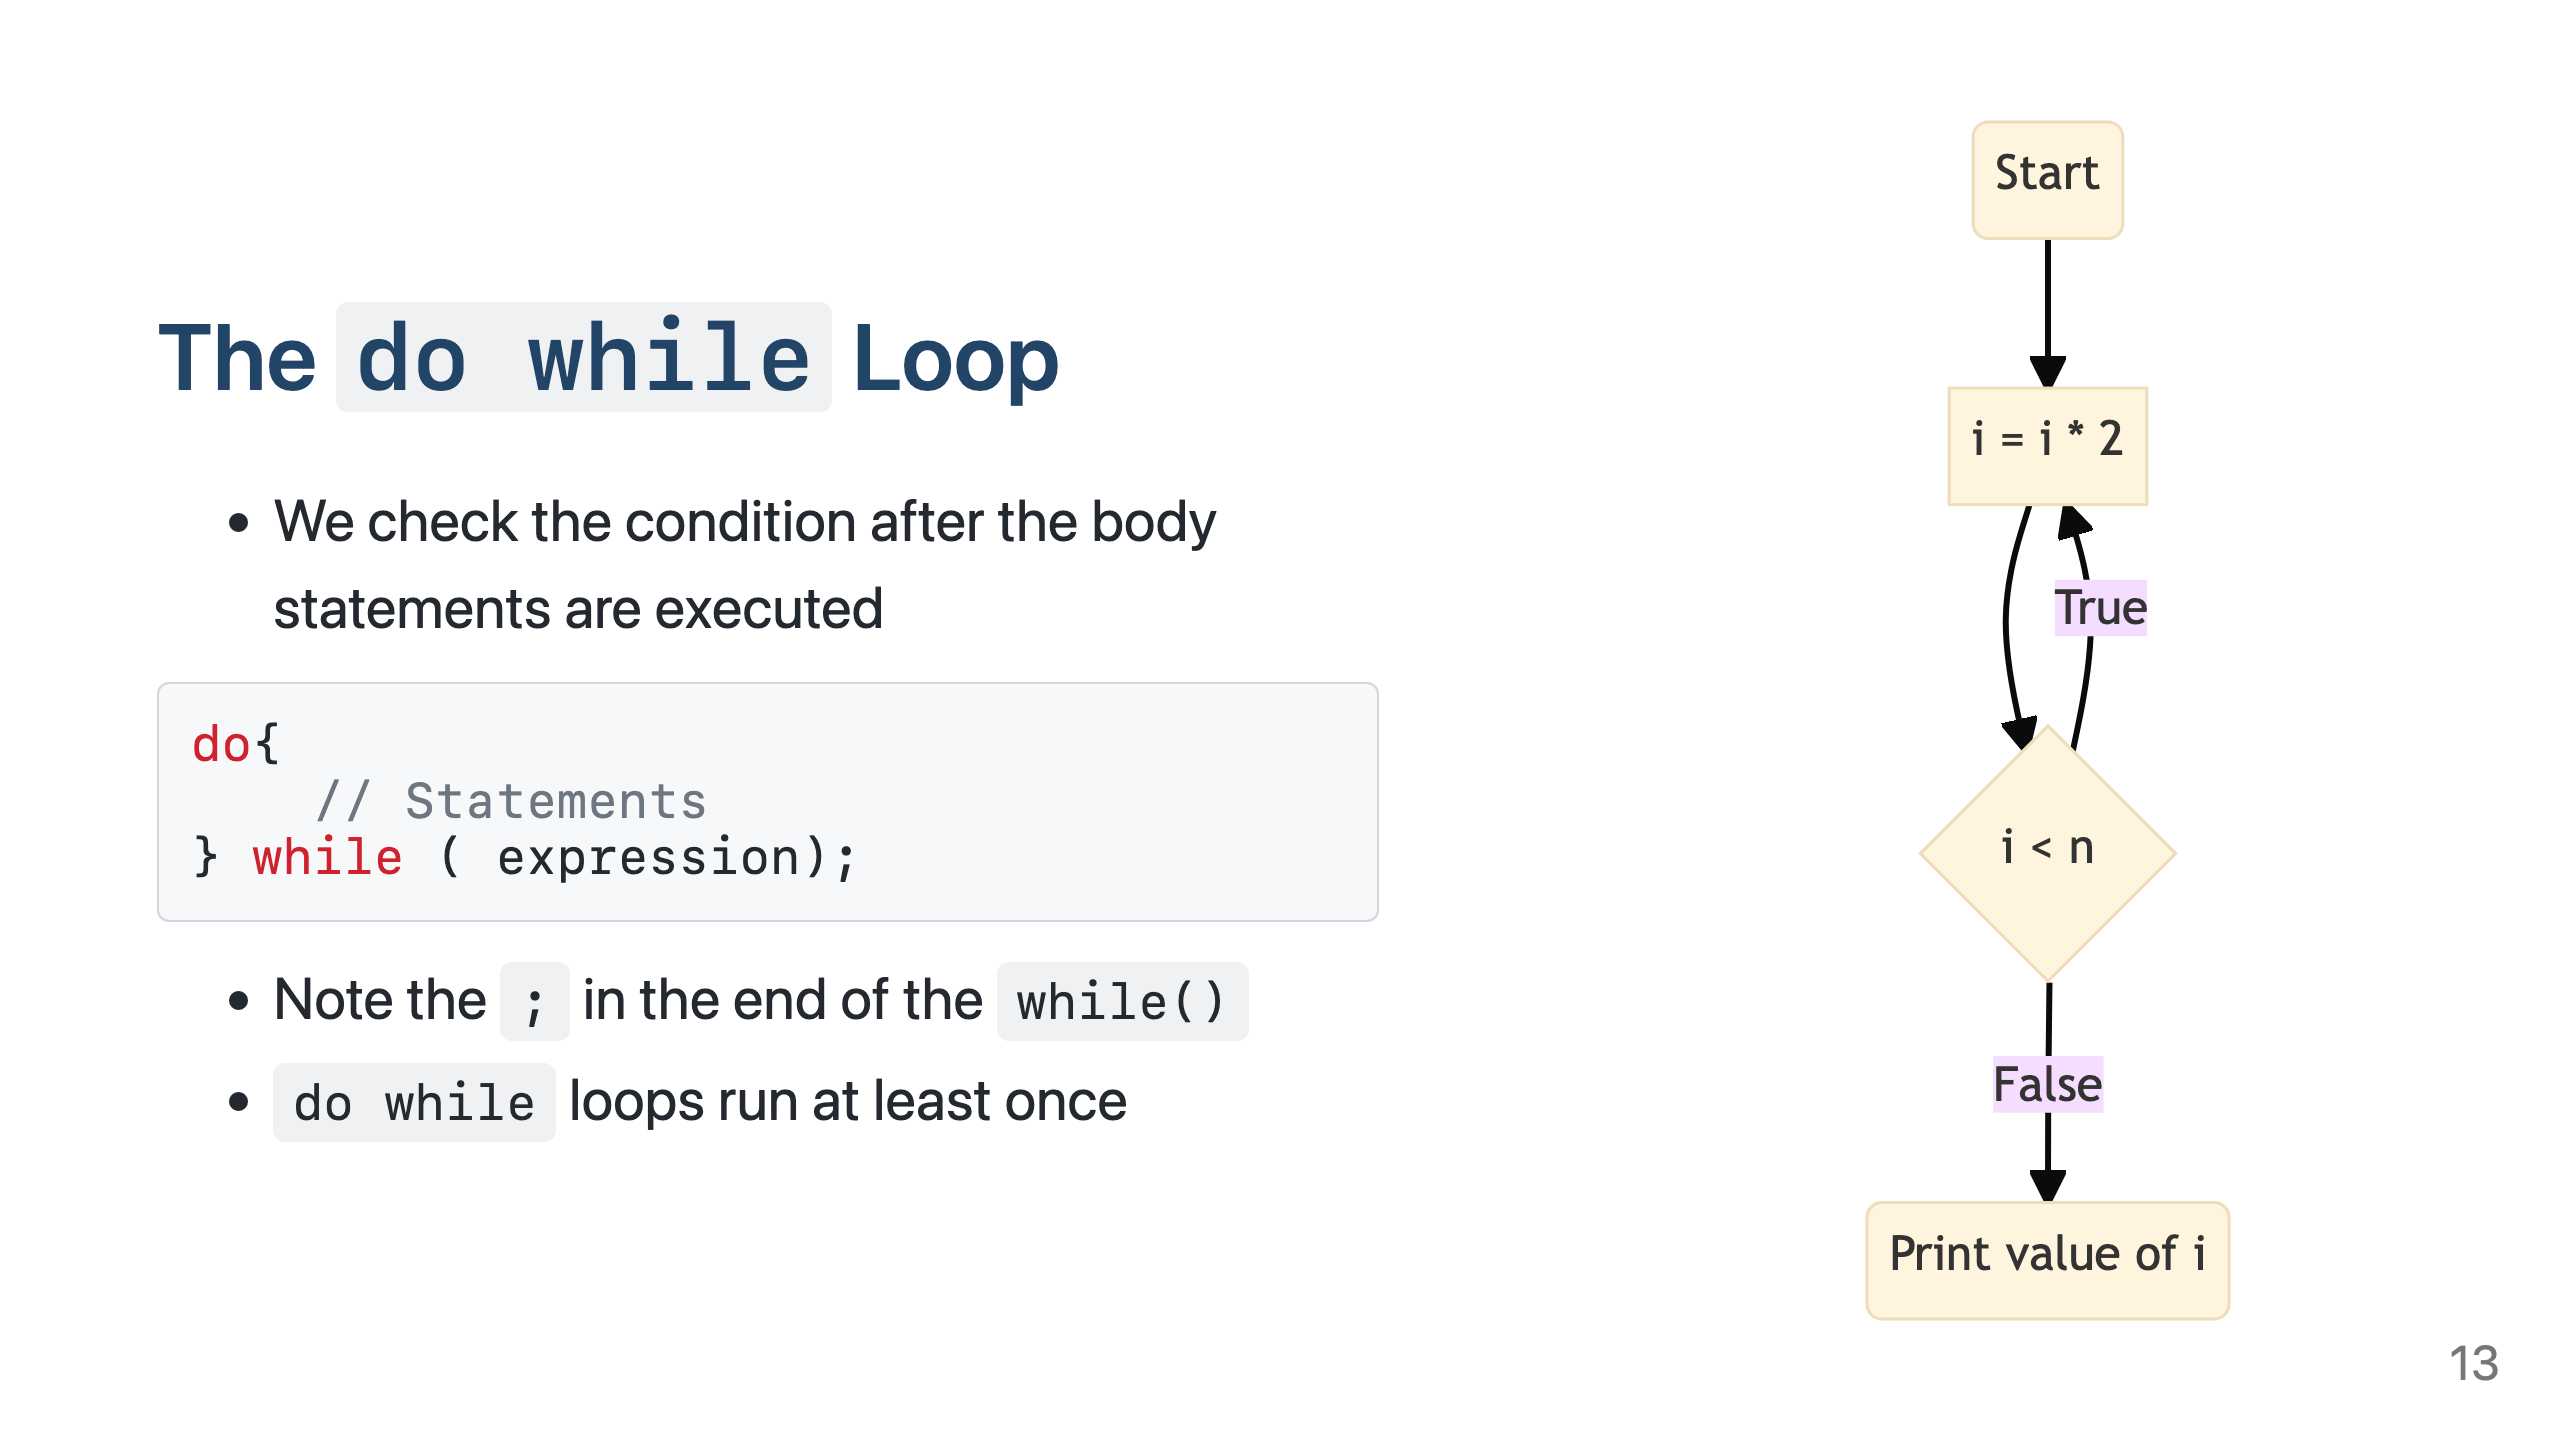 The do while Loop
• We check the condition after the body
statements are executed
do{
    // Statements
} while ( expression);
• Note the ; in the end of the while()
• do while loops run at least once
Start
i = i * 2
True
i < n
False
Print value of i
13